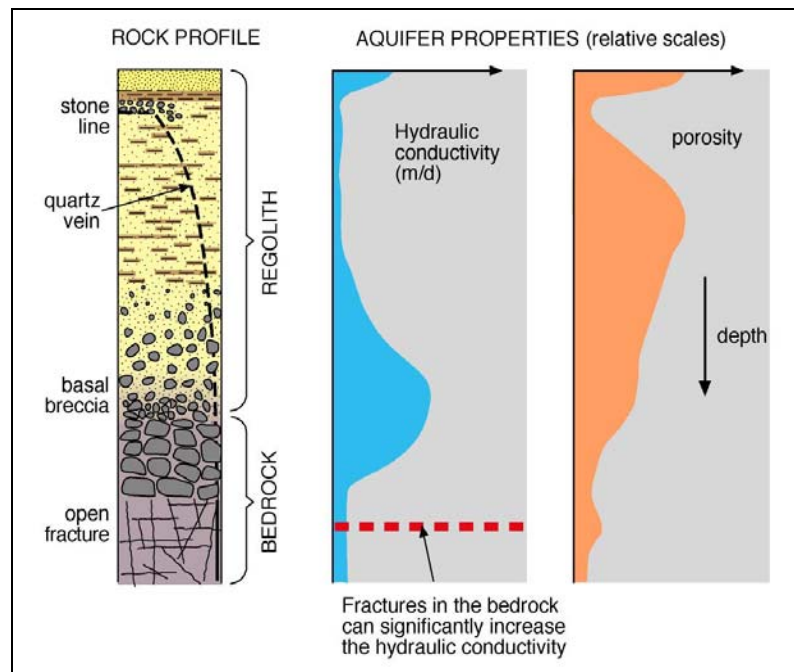 ROCK PROFILE
AQUIFER PROPERTIES (relative scales)
stone
line
quartz
vein
basal
breccia
open
fracture
REGOLITH
BEDROCK
Hydraulic
conductivity
(m/d)
porosity
depth
Fractures in the bedrock
can significantly increase
the hydraulic conductivity